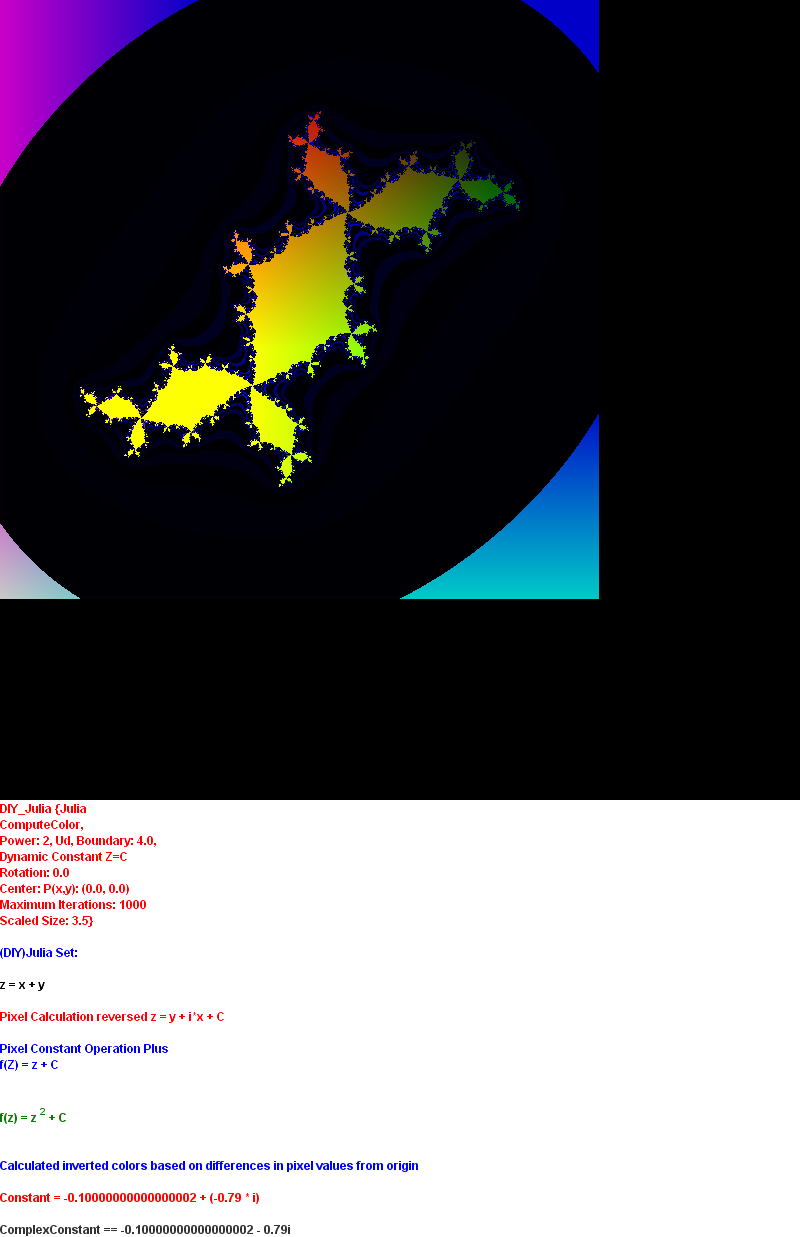 DIY_Julia {Julia
ComputeColor,
Power: 2, Ud, Boundary: 4.0,
Dynamic Constant Z=C
Rotation: 0.0
Center: P(x,y): (0.0, 0.0)
Maximum Iterations: 1000
Scaled Size: 3.5}
(DIY)Julia Set:
z = x + y
Pixel Calculation reversed z = y + i*x + C
Pixel Constant Operation Plus
f(Z) = z + C
f(z) = z ² + C
Calculated inverted colors based on differences in pixel values from origin
Constant = -0.10000000000000002 + (-0.79 * i)
ComplexConstant == -0.10000000000000002 - 0.79i